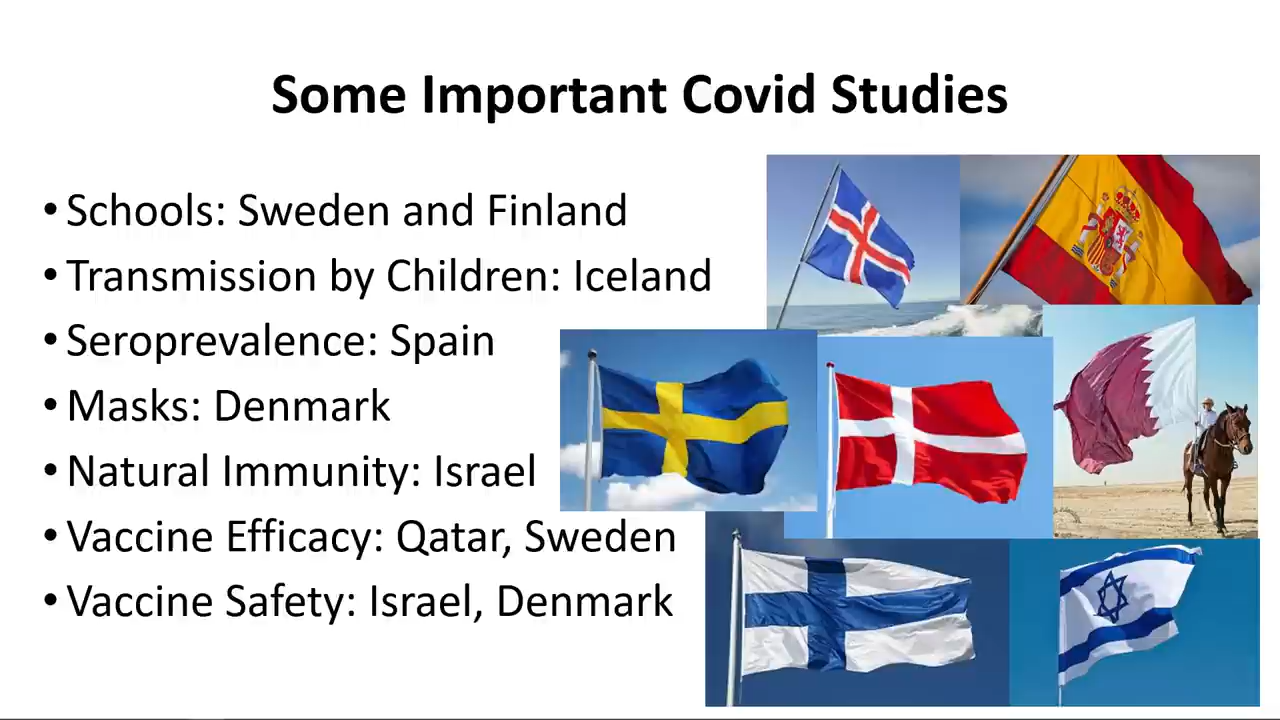 Some Important Covid Studies
• Schools: Sweden and Finland
• Transmission by Children: Iceland
• Seroprevalence: Spain
• Masks: Denmark
• Natural Immunity: Israel
• Vaccine Efficacy: Qatar, Sweden
• Vaccine Safety: Israel, Denmark